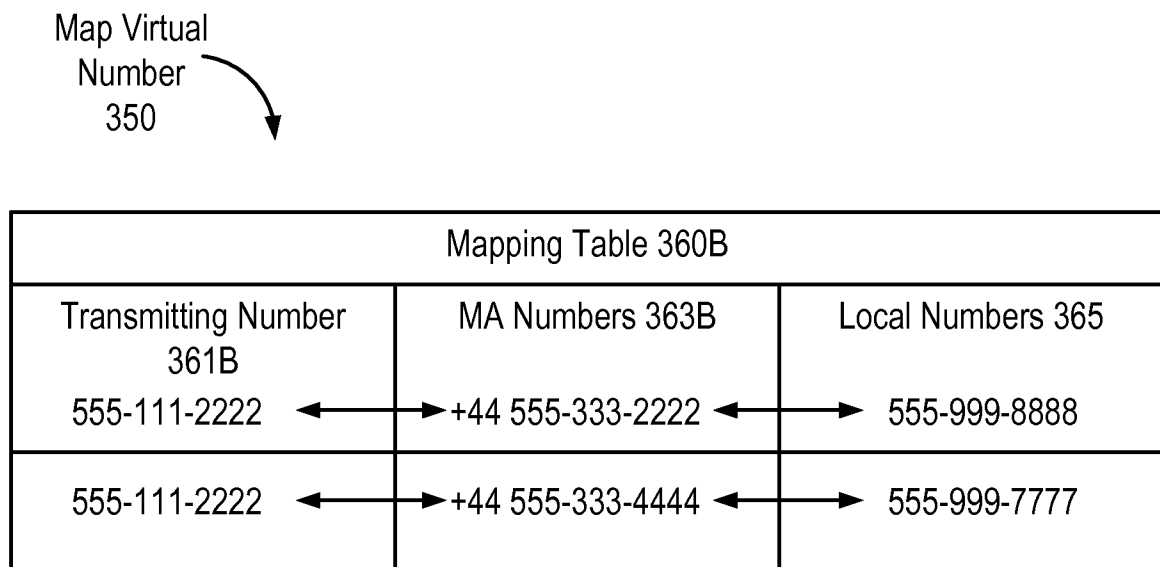 Map Virtual
Number
350
Mapping Table 360B
Transmitting Number
361B
MA Numbers 363B
Local Numbers 365
555-111-2222
+44 555-333-2222
555-999-8888
555-111-2222
+44 555-333-4444
555-999-7777